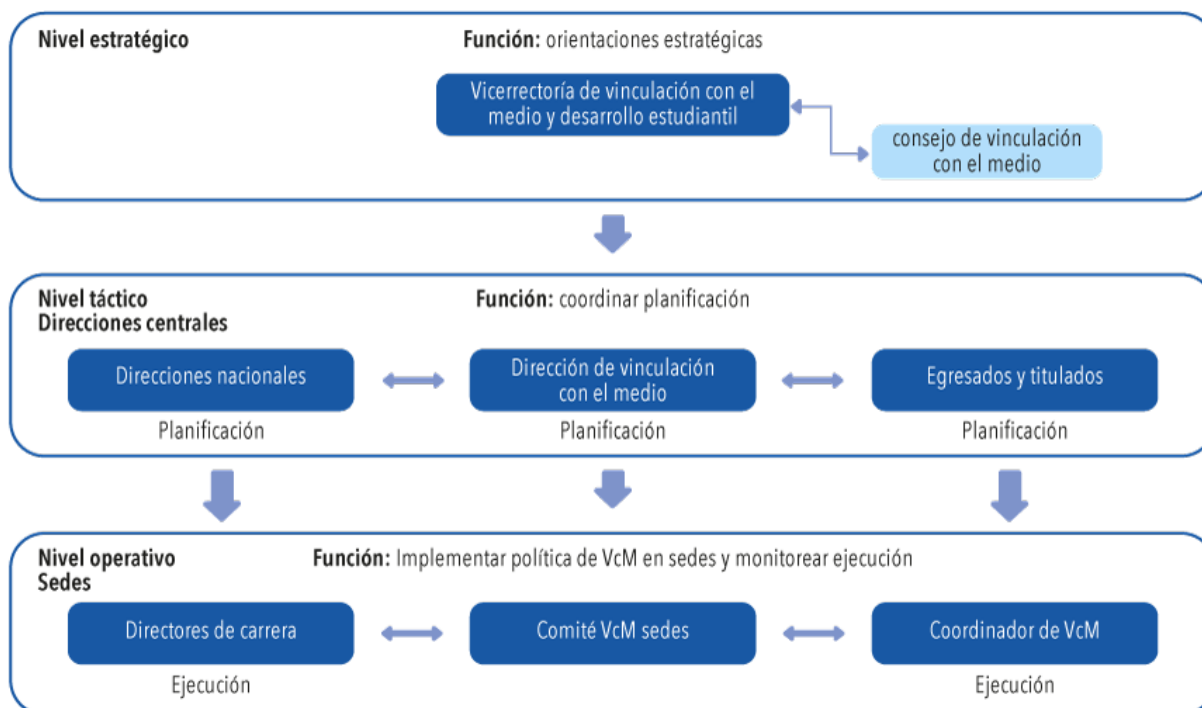 Nivel estratégico
Función: orientaciones estratégicas
Vicerrectoría de vinculación con el
medio y desarrollo estudiantil
consejo de vinculación
con el medio
Nivel táctico
Direcciones centrales
Función: coordinar planificación
Direcciones nacionales
Planificación
Dirección de vinculación
con el medio
Planificación
Egresados y titulados
Planificación
Nivel operativo
Sedes
Función: Implementar política de VcM en sedes y monitorear ejecución
Directores de carrera
Ejecución
Comité VcM sedes
Coordinador de VcM
Ejecución